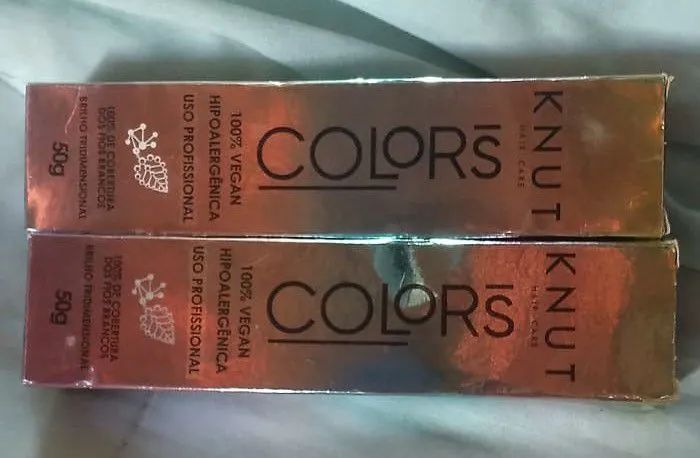 KNUT
HAIR CARE
COLORS
100% VEGAN
HIPOALERGÊNICA
USO PROFISSIONAL
100% DE COBERTURA
DOS FIOS BRANCOS
BRILHO TRIDIMENSIONAL
50g
KNUT
HAIR CARE
COLORS
100% VEGAN
HIPOALERGÊNICA
USO PROFISSIONAL
100% DE COBERTURA
DOS FIOS BRANCOS
BRILHO TRIDIMENSIONAL
50g